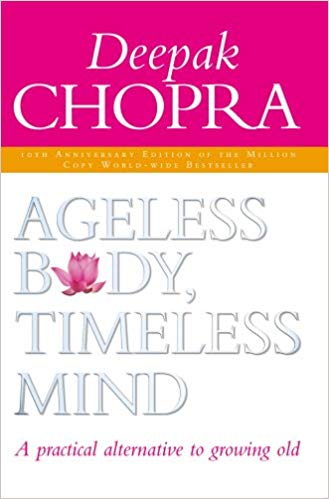 Deepak
CHOPRA
10TH ANNIVERSARY EDITION OF THE MILLION
COPY WORLD-WIDE BESTSELLER
AGELESS
BODY,
TIMELESS
MIND
A practical alternative to growing old